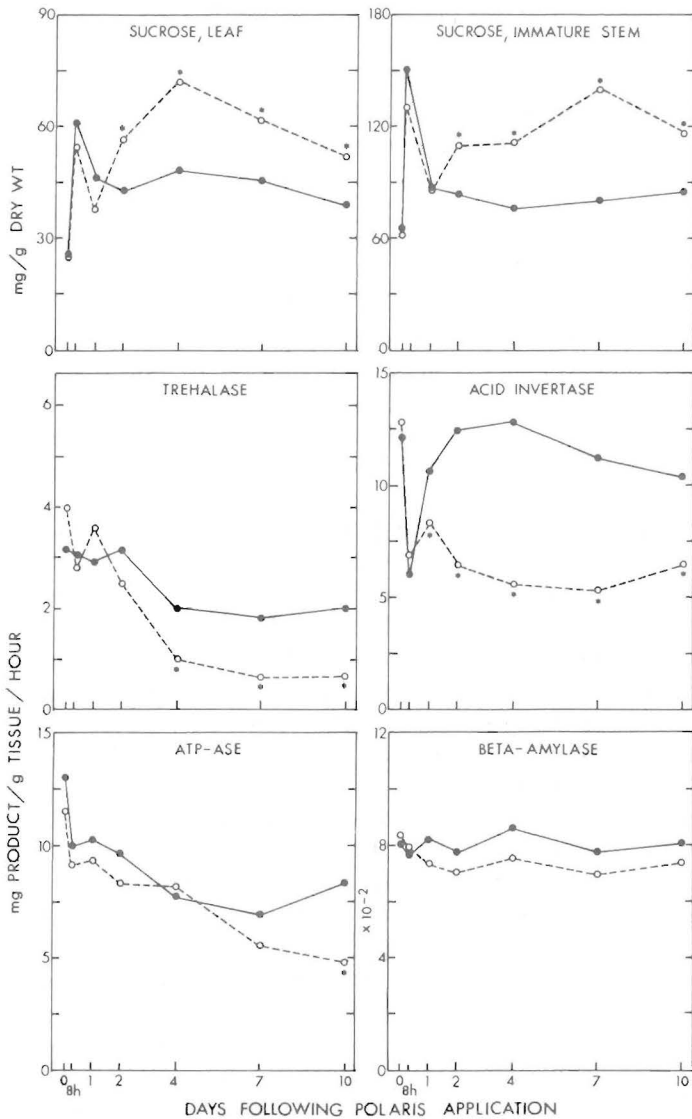 SUCROSE, LEAF
SUCROSE, IMMATURE STEM
90
60
30
0
180
120
60
0
mg/g DRY WT
TREHALASE
ACID INVERTASE
6
4
2
0
15
10
5
0
mg PRODUCT/g TISSUE/HOUR
ATP-ASE
BETA-AMYLASE
15
10
5
0
12
8
4
0
x 10-2
0 8h 1 2 4 7 10
0 8h 1 2 4 7 10
DAYS FOLLOWING POLARIS APPLICATION